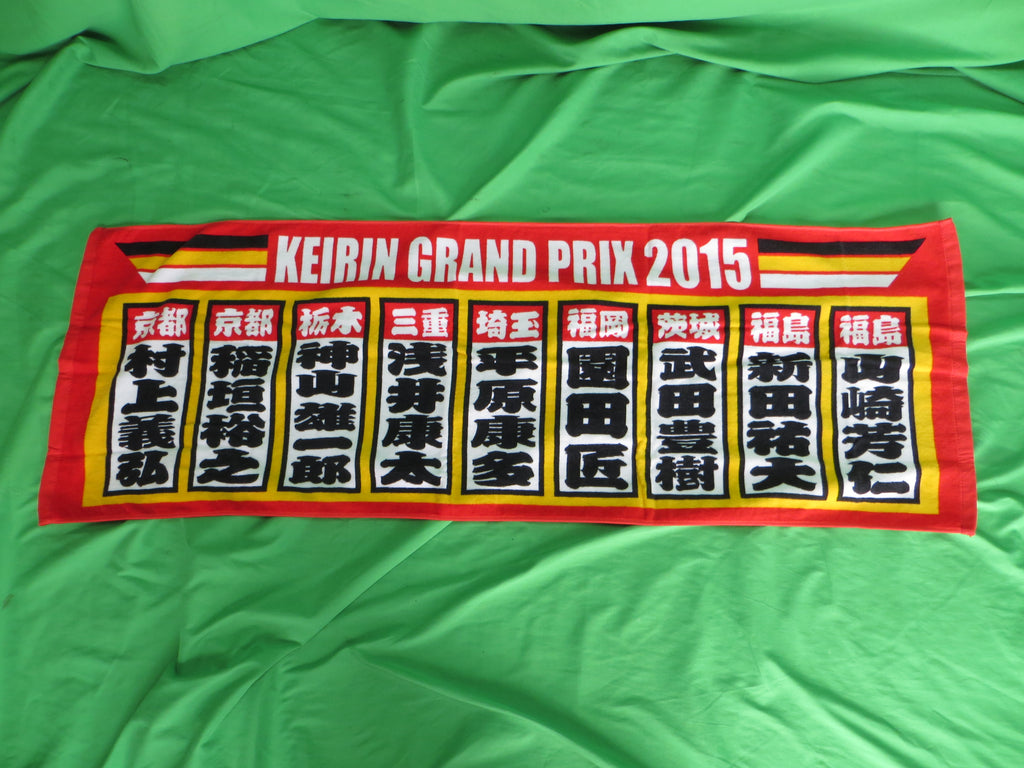 KEIRIN GRAND PRIX 2015
京都
村上義弘
京都
稲垣裕之
栃木
神山雄一郎
三重
浅井康太
埼玉
平原康多
福岡
園田匠
茨城
武田豊樹
福島
新田祐大
福島
山崎芳仁